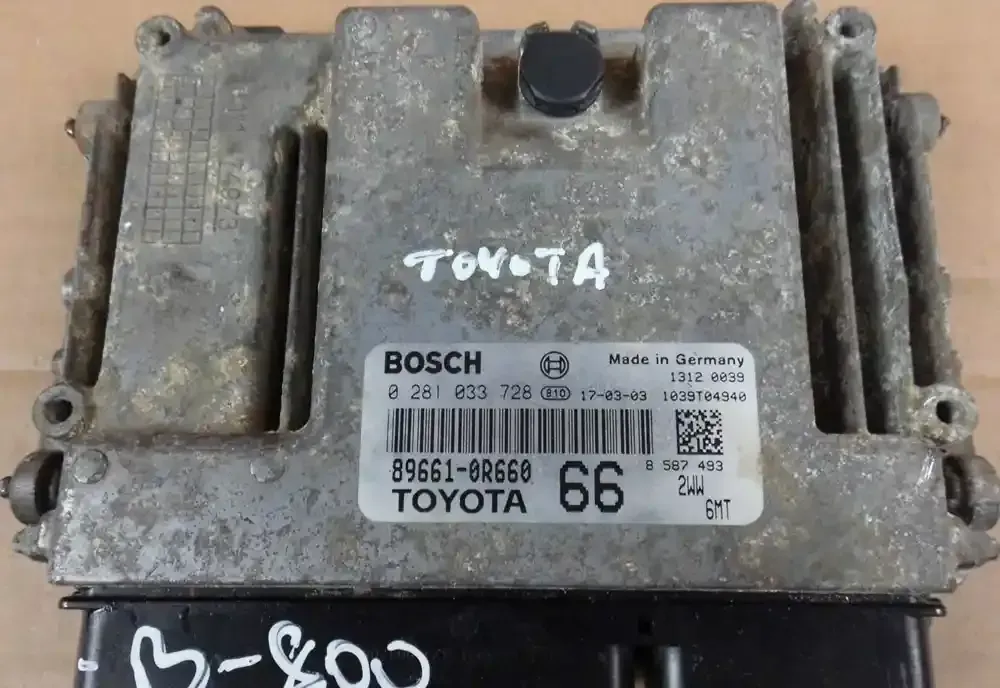 TOYOTA
BOSCH Made in Germany
1312 0039
0 281 033 728 B10 17-03-03 1039T04940
89661-0R660 66 8 587 493
TOYOTA 2WW
6MT
B-800